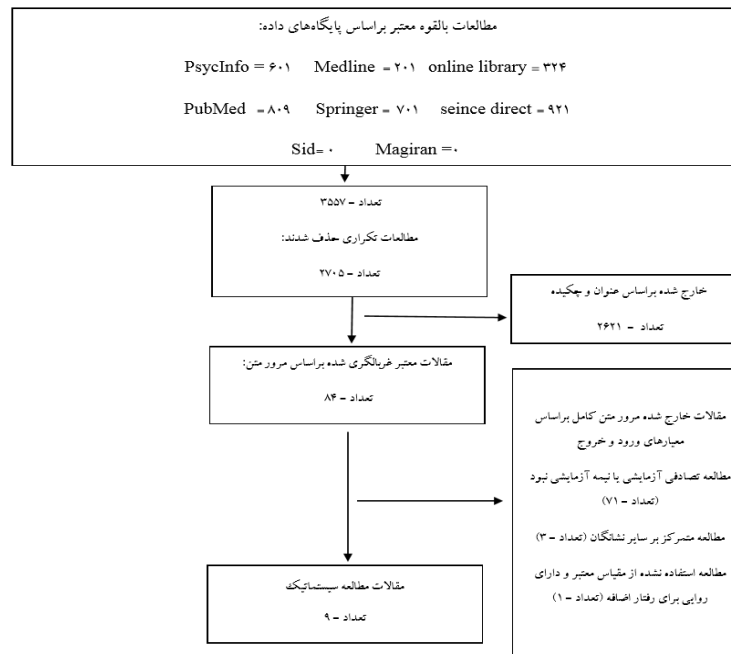 مطالعات بالقوه معتبر براساس پایگاه‌های داده:
PsycInfo = ۶۰۱ Medline = ۲۰۱ online library = ۳۲۴
PubMed = ۸۰۹ Springer = ۷۰۱ seince direct = ۹۲۱
Sid= ۰ Magiran =۰
تعداد - ۳۵۵۷
مطالعات تکراری حذف شدند:
تعداد - ۲۷۰۵
خارج شده براساس عنوان و چکیده
تعداد - ۲۶۲۱
مقالات معتبر غربالگری شده براساس مرور متن:
تعداد - ۸۴
مقالات خارج شده مرور متن کامل براساس
معیارهای ورود و خروج
مطالعه تصادفی آزمایشی یا نیمه آزمایشی نبود
(تعداد - ۷۱)
مطالعه متمرکز بر سایر نشانگان (تعداد - ۳)
مطالعه استفاده نشده از مقیاس معتبر و دارای
روایی برای رفتار اضافه (تعداد - ۱)
مقالات مطالعه سیستماتیک
تعداد - ۹